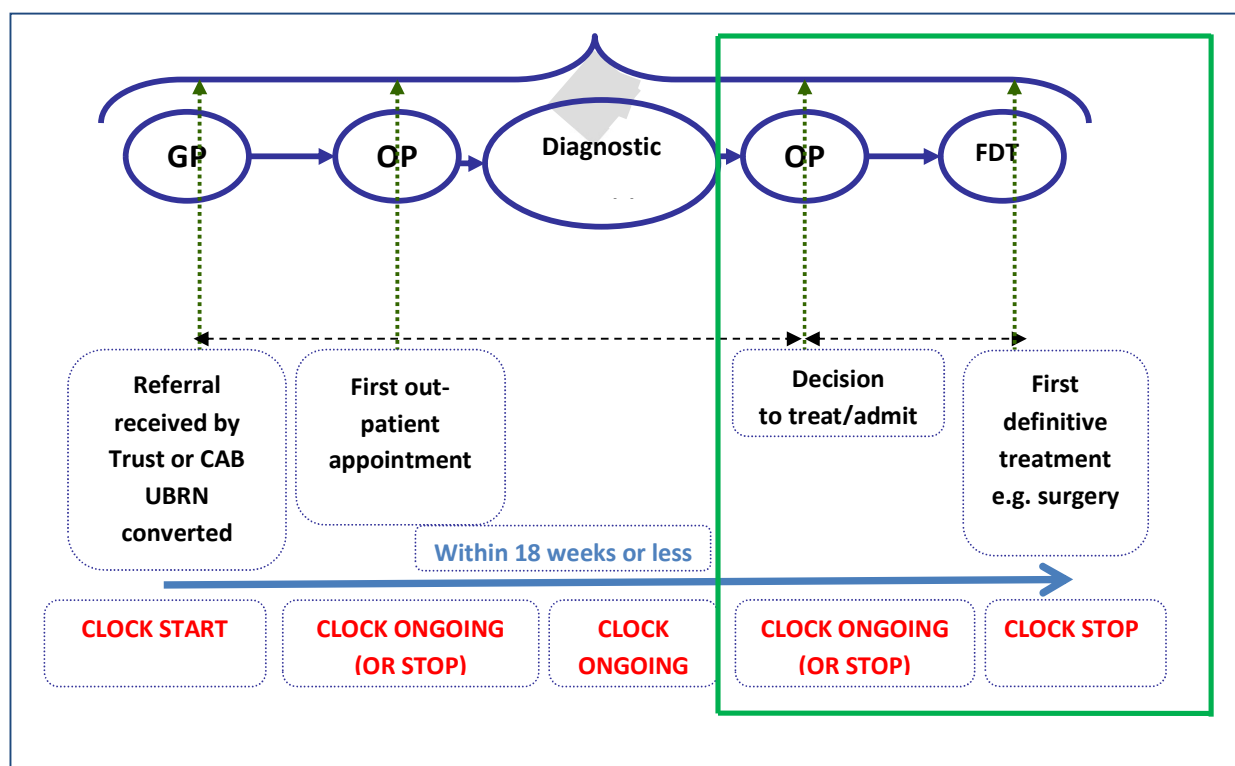 GP
OP
Diagnostic
OP
FDT
Referral
received by
Trust or CAB
UBRN
converted
First out-
patient
appointment
Decision
to treat/admit
First
definitive
treatment
e.g. surgery
Within 18 weeks or less
CLOCK START
CLOCK ONGOING
(OR STOP)
CLOCK
ONGOING
CLOCK ONGOING
(OR STOP)
CLOCK STOP